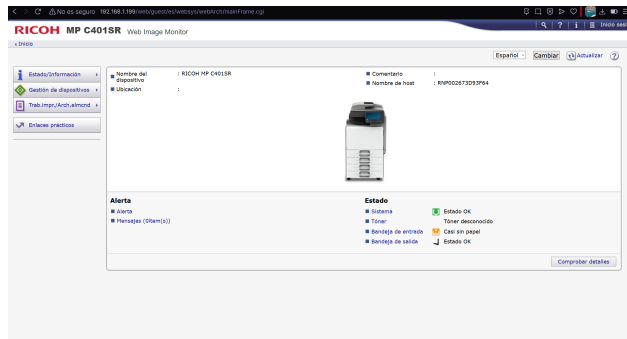 No es seguro 192.168.1.199/web/guest/es/websys/webArch/mainFrame.cgi
RICOH MP C401SR Web Image Monitor
? i Inicio ses
Inicio
Español Cambiar Actualizar ?
Estado/Información
Gestión de dispositivos
Trab.impr./Arch.almcnd
Enlaces prácticos
Nombre del dispositivo : RICOH MP C401SR
Ubicación :
Comentario :
Nombre de host : RNP002673D93F64
Alerta
Alerta
Mensajes (0ítem(s))
Estado
Sistema Estado OK
Tóner Tóner desconocido
Bandeja de entrada Casi sin papel
Bandeja de salida Estado OK
Comprobar detalles